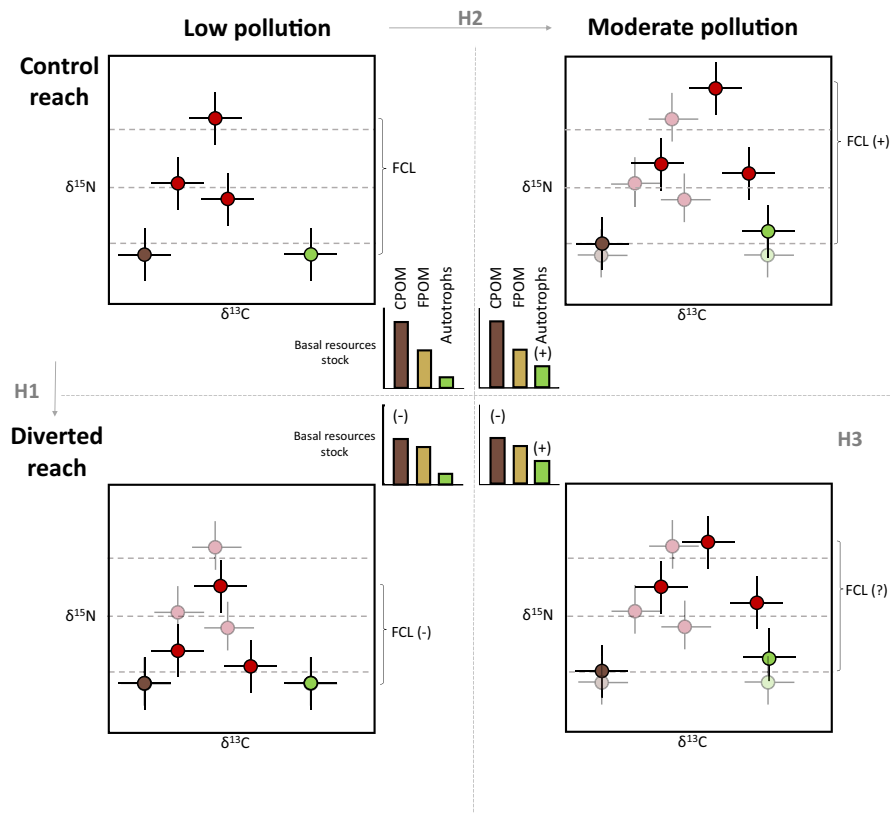 H2
Low pollution
Moderate pollution
Control
reach
δ¹⁵N
FCL
δ¹³C
δ¹⁵N
FCL (+)
δ¹³C
CPOM
FPOM
Autotrophs
Basal resources
stock
CPOM
FPOM
Autotrophs
(+)
H1
Diverted
reach
(-)
Basal resources
stock
(-)
(+)
H3
δ¹⁵N
FCL (-)
δ¹³C
δ¹⁵N
FCL (?)
δ¹³C